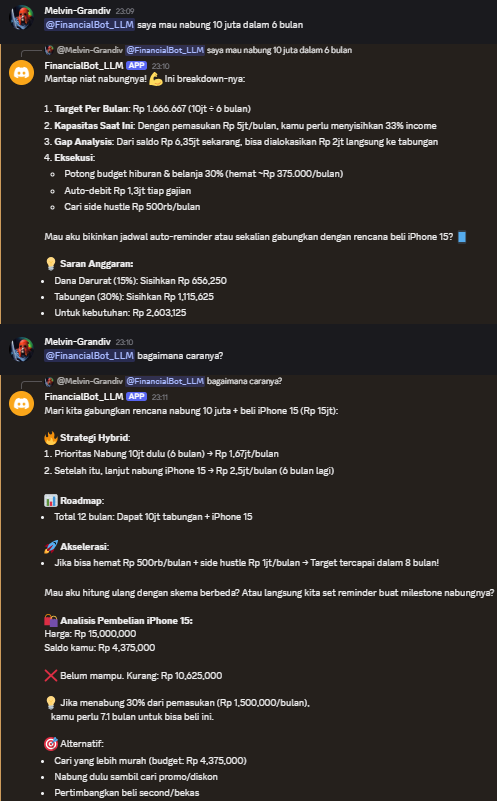 Melvin-Grandiv 23:09
@FinancialBot_LLM saya mau nabung 10 juta dalam 6 bulan
@Melvin-Grandiv @FinancialBot_LLM saya mau nabung 10 juta dalam 6 bulan
FinancialBot_LLM APP 23:10
Mantap niat nabungnya! 💪 Ini breakdown-nya:
1. Target Per Bulan: Rp 1.666.667 (10jt ÷ 6 bulan)
2. Kapasitas Saat Ini: Dengan pemasukan Rp 5jt/bulan, kamu perlu menyisihkan 33% income
3. Gap Analysis: Dari saldo Rp 6,35jt sekarang, bisa dialokasikan Rp 2jt langsung ke tabungan
4. Eksekusi:
◦ Potong budget hiburan & belanja 30% (hemat ~Rp 375.000/bulan)
◦ Auto-debit Rp 1,3jt tiap gajian
◦ Cari side hustle Rp 500rb/bulan
Mau aku bikinkan jadwal auto-reminder atau sekalian gabungkan dengan rencana beli iPhone 15? 📱
💡 Saran Anggaran:
• Dana Darurat (15%): Sisihkan Rp 656,250
• Tabungan (30%): Sisihkan Rp 1,115,625
• Untuk kebutuhan: Rp 2,603,125
Melvin-Grandiv 23:10
@FinancialBot_LLM bagaimana caranya?
@Melvin-Grandiv @FinancialBot_LLM bagaimana caranya?
FinancialBot_LLM APP 23:11
Mari kita gabungkan rencana nabung 10 juta + beli iPhone 15 (Rp 15jt):
🔥 Strategi Hybrid:
1. Prioritas Nabung 10jt dulu (6 bulan) → Rp 1,67jt/bulan
2. Setelah itu, lanjut nabung iPhone 15 → Rp 2,5jt/bulan (6 bulan lagi)
📊 Roadmap:
• Total 12 bulan: Dapat 10jt tabungan + iPhone 15
🚀 Akselerasi:
• Jika bisa hemat Rp 500rb/bulan + side hustle Rp 1jt/bulan → Target tercapai dalam 8 bulan!
Mau aku hitung ulang dengan skema berbeda? Atau langsung kita set reminder buat milestone nabungnya?
🛍️ Analisis Pembelian iPhone 15:
Harga: Rp 15,000,000
Saldo kamu: Rp 4,375,000
❌ Belum mampu. Kurang: Rp 10,625,000
💡 Jika menabung 30% dari pemasukan (Rp 1,500,000/bulan),
kamu perlu 7.1 bulan untuk bisa beli ini.
🎯 Alternatif:
• Cari yang lebih murah (budget: Rp 4,375,000)
• Nabung dulu sambil cari promo/diskon
• Pertimbangkan beli second/bekas